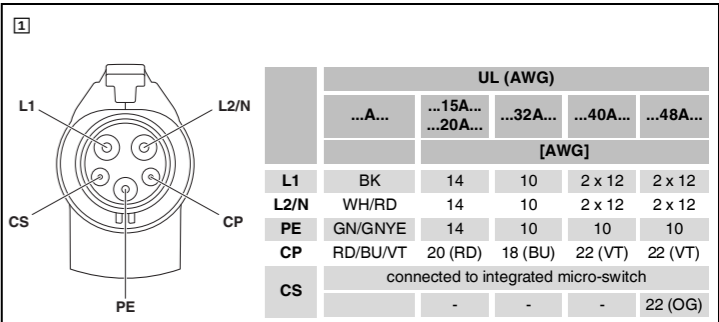 1
L1
L2/N
CS
CP
PE
UL (AWG)
...A... ...15A... ...20A... ...32A... ...40A... ...48A...
[AWG]
L1 BK 14 10 2 x 12 2 x 12
L2/N WH/RD 14 10 2 x 12 2 x 12
PE GN/GNYE 14 10 10 10
CP RD/BU/VT 20 (RD) 18 (BU) 22 (VT) 22 (VT)
CS connected to integrated micro-switch
- - - 22 (OG)